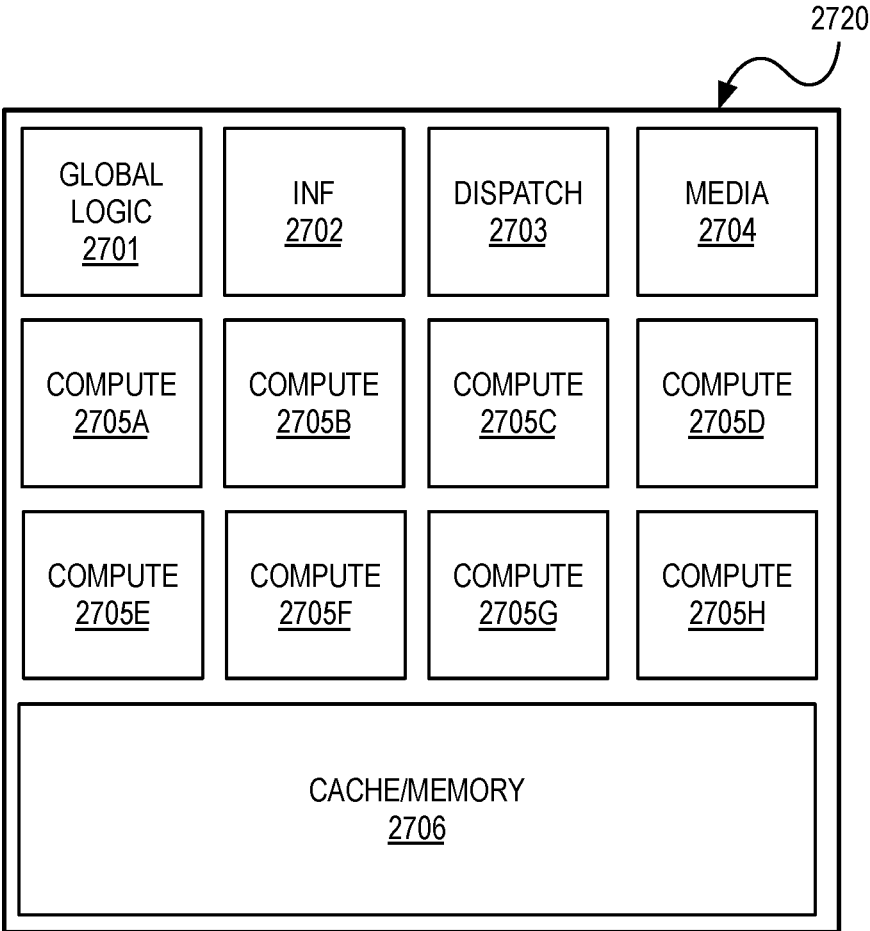 2720
GLOBAL
LOGIC
2701
INF
2702
DISPATCH
2703
MEDIA
2704
COMPUTE
2705A
COMPUTE
2705B
COMPUTE
2705C
COMPUTE
2705D
COMPUTE
2705E
COMPUTE
2705F
COMPUTE
2705G
COMPUTE
2705H
CACHE/MEMORY
2706